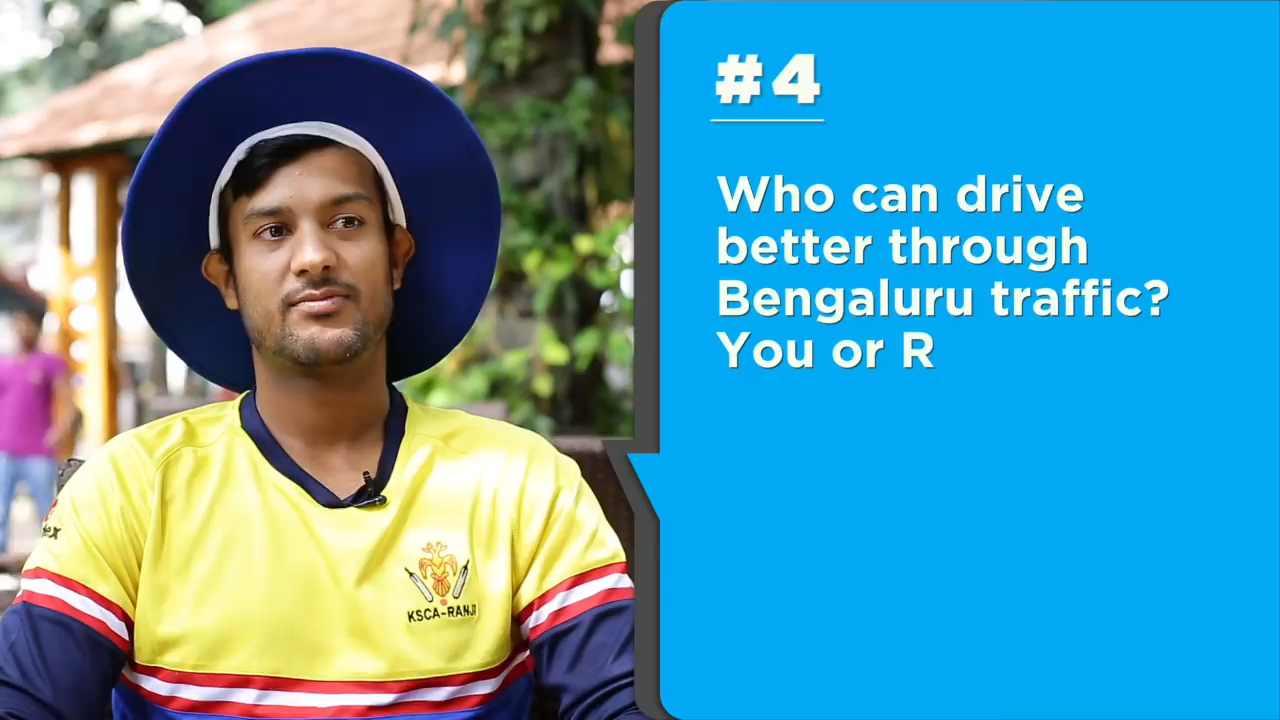 #4
Who can drive
better through
Bengaluru traffic?
You or R
KSCA-RANJI